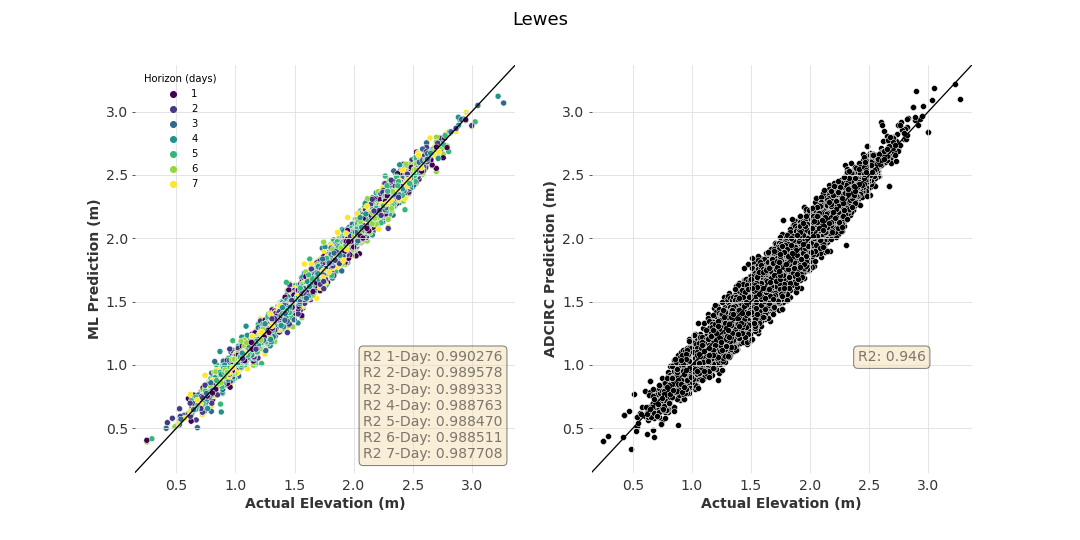 Lewes
Horizon (days)
1
2
3
4
5
6
7
ML Prediction (m)
3.0
2.5
2.0
1.5
1.0
0.5
R2 1-Day: 0.990276
R2 2-Day: 0.989578
R2 3-Day: 0.989333
R2 4-Day: 0.988763
R2 5-Day: 0.988470
R2 6-Day: 0.988511
R2 7-Day: 0.987708
0.5 1.0 1.5 2.0 2.5 3.0
Actual Elevation (m)
ADCIRC Prediction (m)
3.0
2.5
2.0
1.5
1.0
0.5
R2: 0.946
0.5 1.0 1.5 2.0 2.5 3.0
Actual Elevation (m)